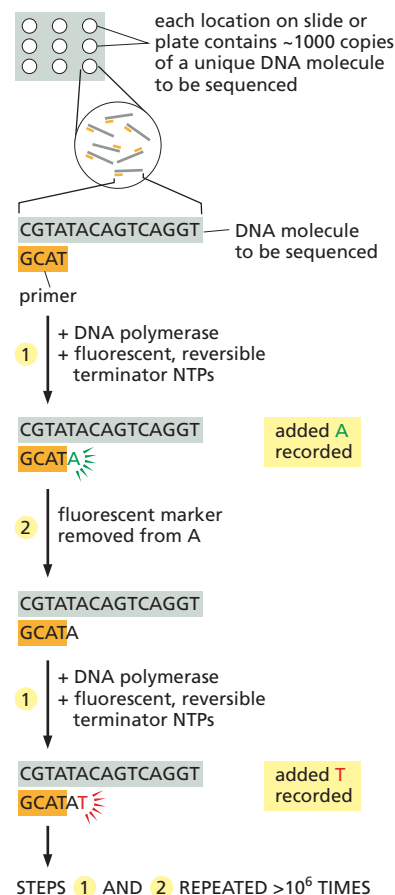 each location on slide or
plate contains ~1000 copies
of a unique DNA molecule
to be sequenced
CGTATACAGTCAGGT
DNA molecule
to be sequenced
GCAT
primer
1
+ DNA polymerase
+ fluorescent, reversible
terminator NTPs
CGTATACAGTCAGGT
GCATA
added A
recorded
2
fluorescent marker
removed from A
CGTATACAGTCAGGT
GCATA
1
+ DNA polymerase
+ fluorescent, reversible
terminator NTPs
CGTATACAGTCAGGT
GCATAT
added T
recorded
STEPS 1 AND 2 REPEATED >10⁶ TIMES